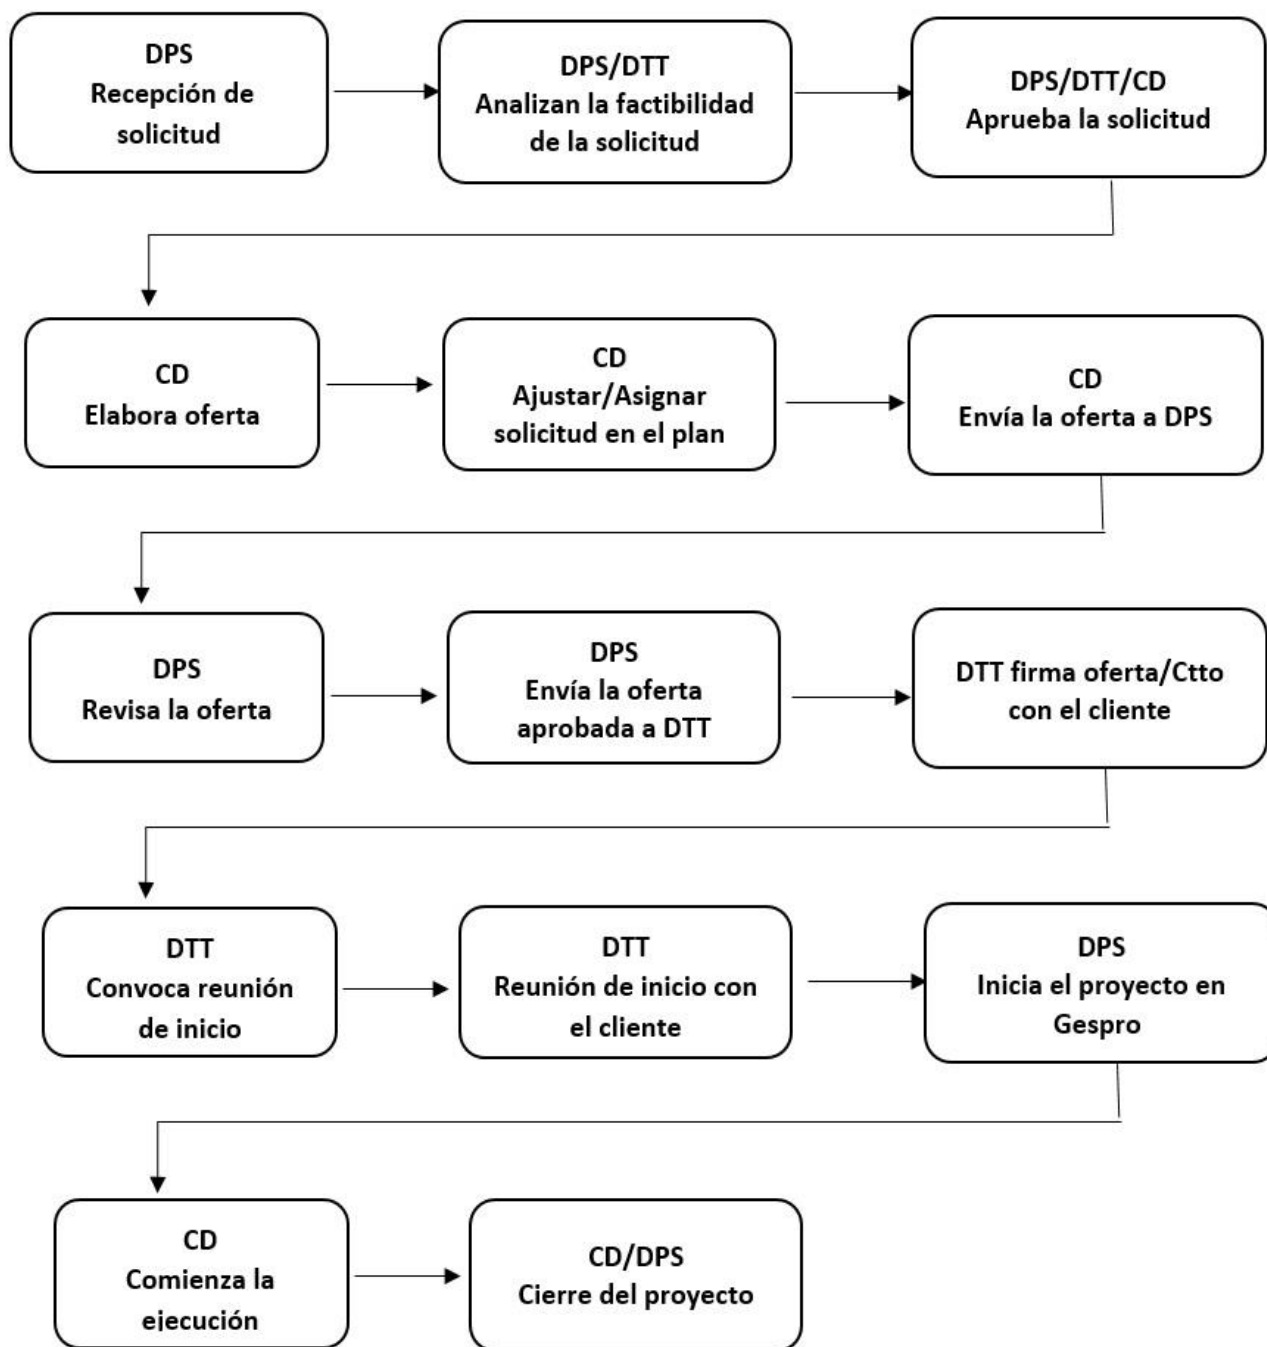 DPS
Recepción de
solicitud
DPS/DTT
Analizan la factibilidad
de la solicitud
DPS/DTT/CD
Aprueba la solicitud
CD
Elabora oferta
CD
Ajustar/Asignar
solicitud en el plan
CD
Envía la oferta a DPS
DPS
Revisa la oferta
DPS
Envía la oferta
aprobada a DTT
DTT firma oferta/Ctto
con el cliente
DTT
Convoca reunión
de inicio
DTT
Reunión de inicio con
el cliente
DPS
Inicia el proyecto en
Gespro
CD
Comienza la
ejecución
CD/DPS
Cierre del proyecto